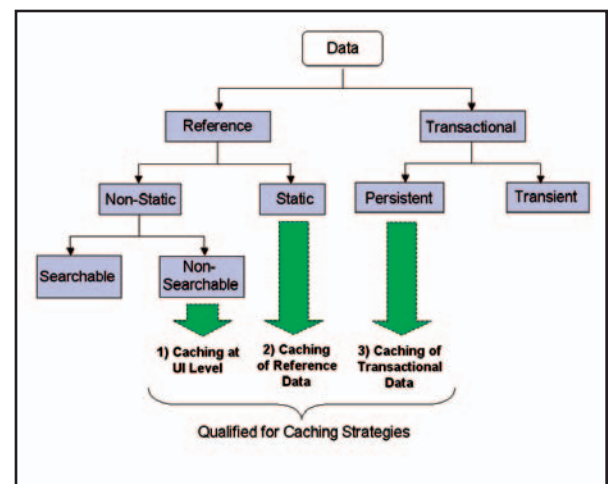 Data
Reference
Transactional
Non-Static
Static
Persistent
Transient
Searchable
Non-
Searchable
1) Caching at
UI Level
2) Caching
of Reference
Data
3) Caching of
Transactional
Data
Qualified for Caching Strategies